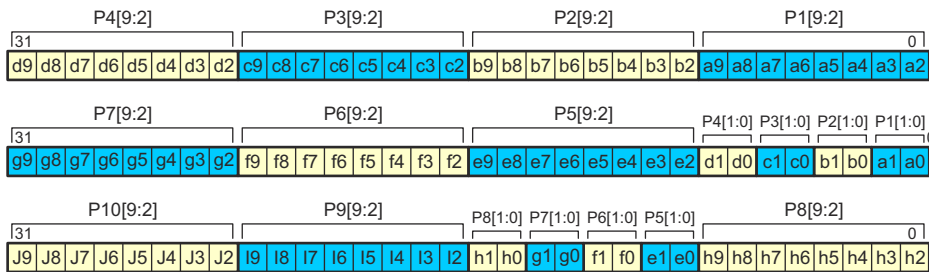 P4[9:2] P3[9:2] P2[9:2] P1[9:2]
31 0
d9 d8 d7 d6 d5 d4 d3 d2 c9 c8 c7 c6 c5 c4 c3 c2 b9 b8 b7 b6 b5 b4 b3 b2 a9 a8 a7 a6 a5 a4 a3 a2
P7[9:2] P6[9:2] P5[9:2] P4[1:0] P3[1:0] P2[1:0] P1[1:0]
31 0
g9 g8 g7 g6 g5 g4 g3 g2 f9 f8 f7 f6 f5 f4 f3 f2 e9 e8 e7 e6 e5 e4 e3 e2 d1 d0 c1 c0 b1 b0 a1 a0
P10[9:2] P9[9:2] P8[1:0] P7[1:0] P6[1:0] P5[1:0] P8[9:2]
31 0
J9 J8 J7 J6 J5 J4 J3 J2 I9 I8 I7 I6 I5 I4 I3 I2 h1 h0 g1 g0 f1 f0 e1 e0 h9 h8 h7 h6 h5 h4 h3 h2